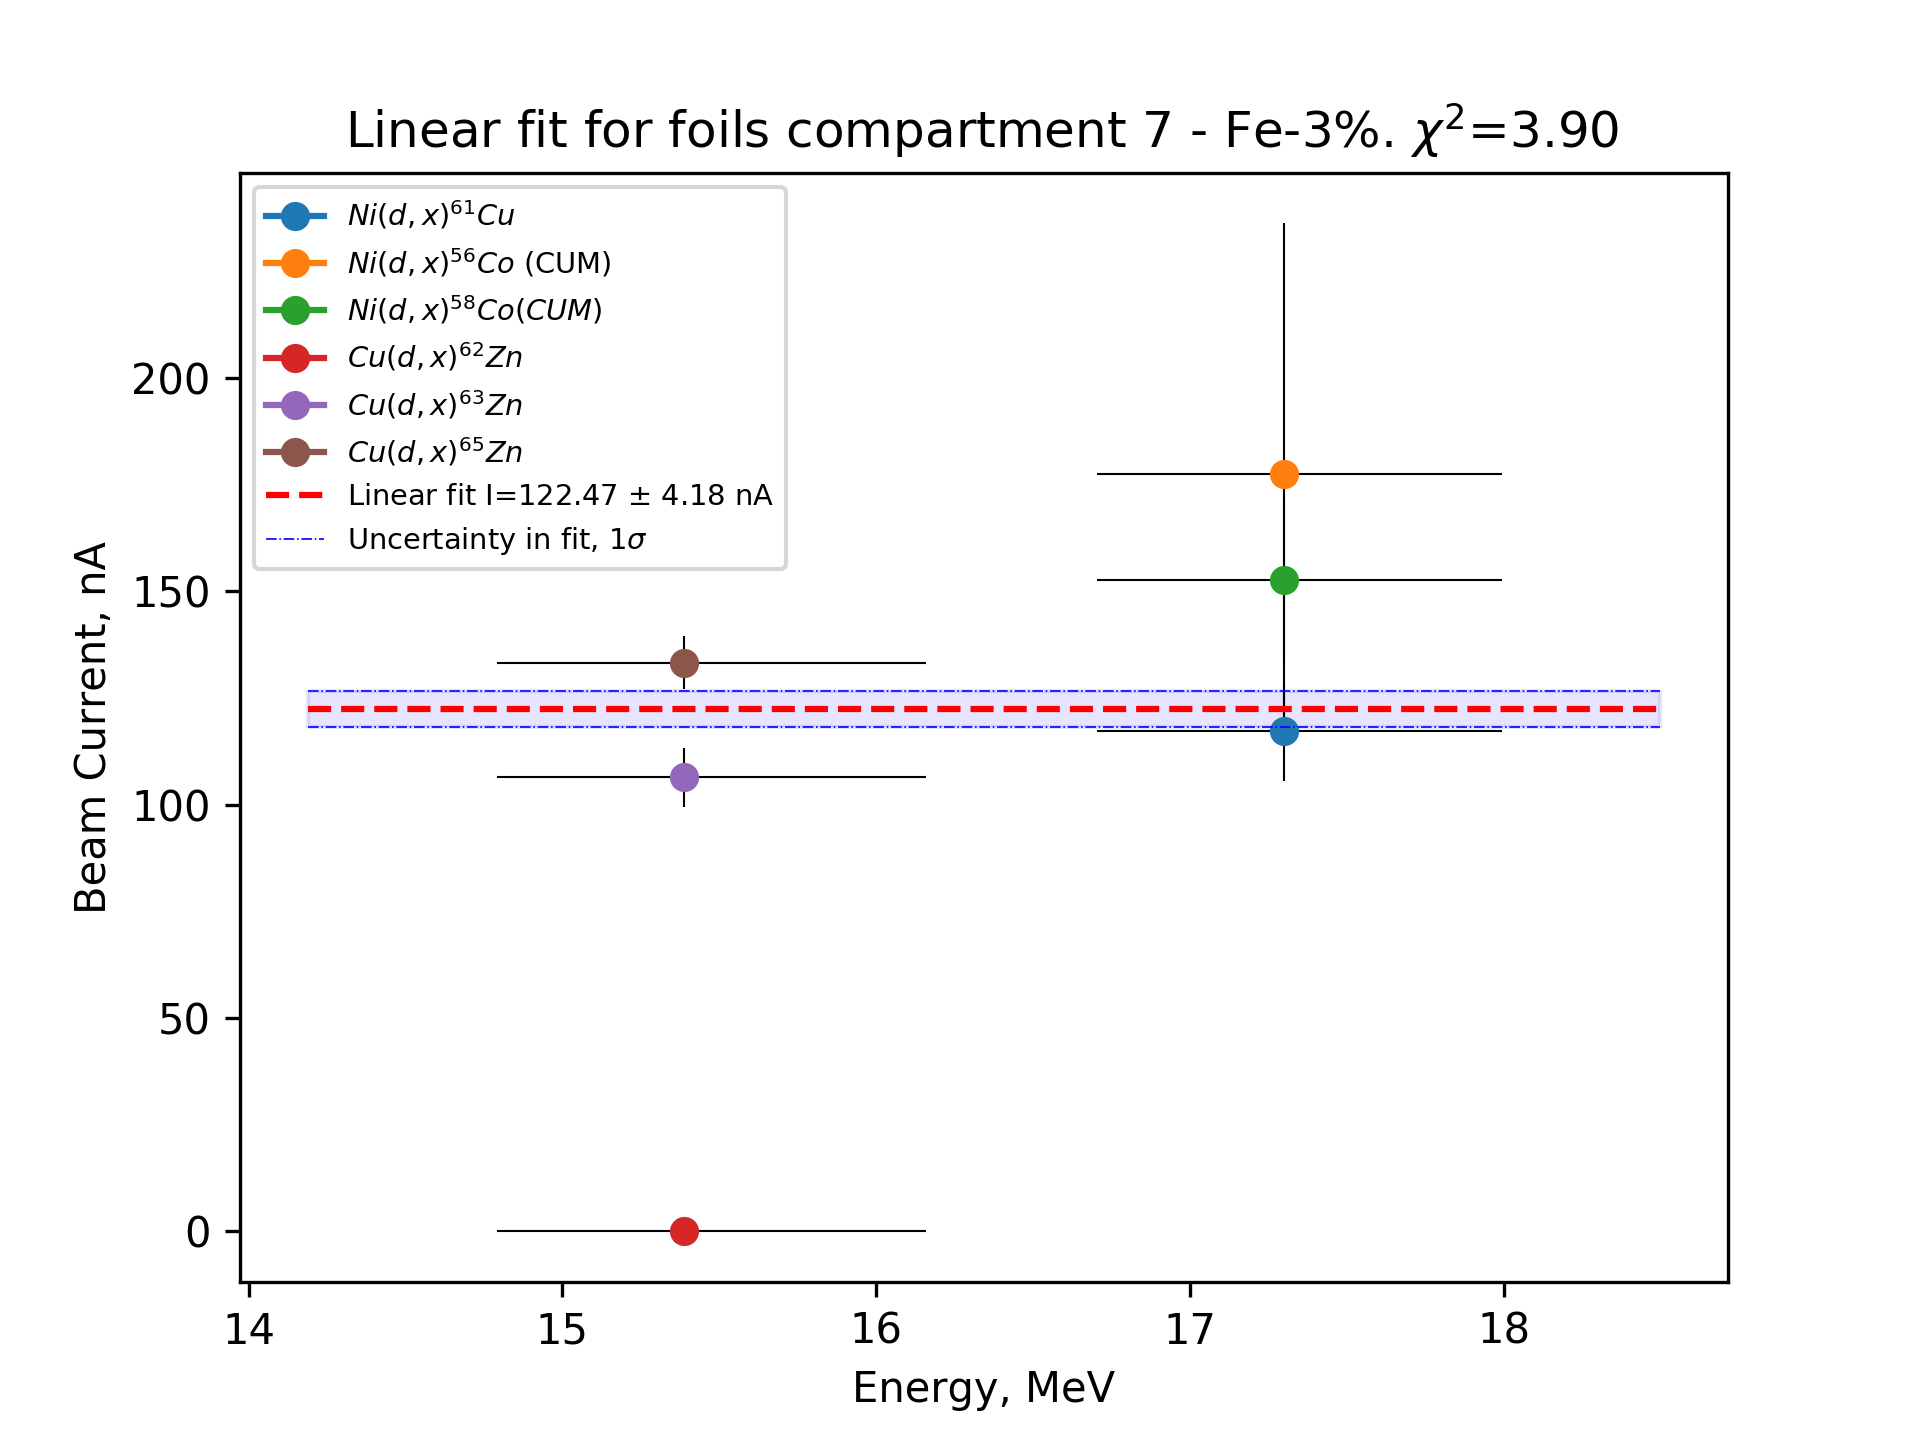 Linear fit for foils compartment 7 - Fe-3%. χ²=3.90
Ni(d, x)⁶¹Cu
Ni(d, x)⁵⁶Co (CUM)
Ni(d, x)⁵⁸Co(CUM)
Cu(d, x)⁶²Zn
Cu(d, x)⁶³Zn
Cu(d, x)⁶⁵Zn
Linear fit I=122.47 ± 4.18 nA
Uncertainty in fit, 1σ
Beam Current, nA
200
150
100
50
0
14 15 16 17 18
Energy, MeV